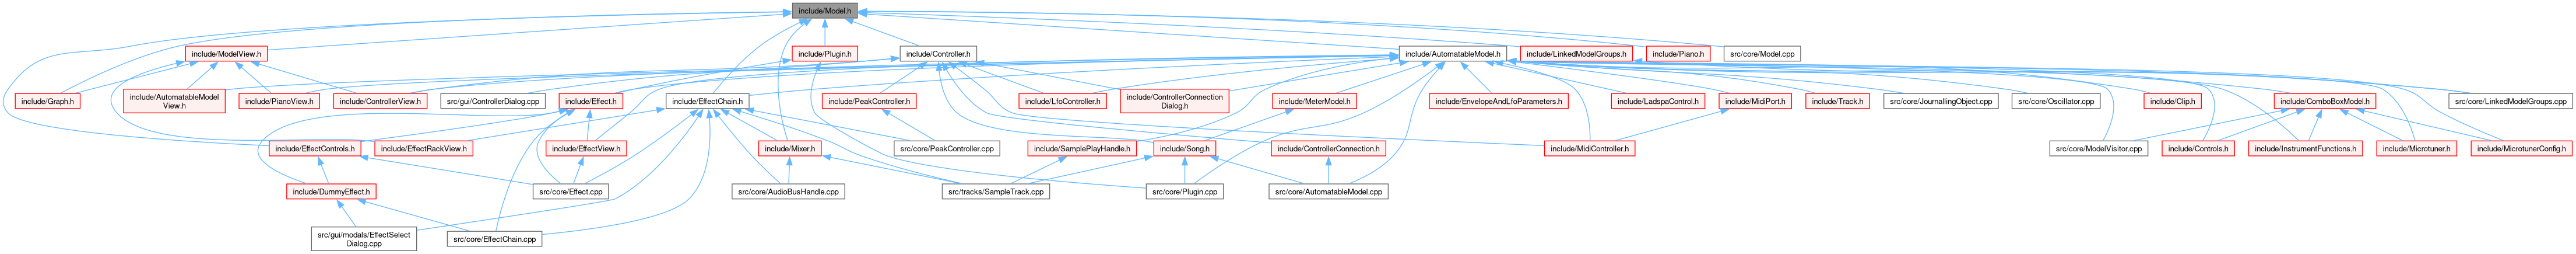 include/Model.h
include/ModelView.h
include/Plugin.h
include/Controller.h
include/AutomatableModel.h
include/LinkedModelGroups.h
include/Piano.h
src/core/Model.cpp
include/Graph.h
include/AutomatableModel
View.h
include/PianoView.h
include/ControllerView.h
src/gui/ControllerDialog.cpp
include/Effect.h
include/EffectChain.h
include/PeakController.h
include/LfoController.h
include/ControllerConnection
Dialog.h
include/MeterModel.h
include/EnvelopeAndLfoParameters.h
include/LadspaControl.h
include/MidiPort.h
include/Track.h
src/core/JournallingObject.cpp
src/core/Oscillator.cpp
include/Clip.h
include/ComboBoxModel.h
src/core/LinkedModelGroups.cpp
include/EffectControls.h
include/EffectRackView.h
include/EffectView.h
include/Mixer.h
src/core/PeakController.cpp
include/SamplePlayHandle.h
include/Song.h
include/ControllerConnection.h
include/MidiController.h
src/core/ModelVisitor.cpp
include/Controls.h
include/InstrumentFunctions.h
include/Microtuner.h
include/MicrotunerConfig.h
include/DummyEffect.h
src/core/Effect.cpp
src/core/AudioBusHandle.cpp
src/tracks/SampleTrack.cpp
src/core/Plugin.cpp
src/core/AutomatableModel.cpp
src/gui/modals/EffectSelect
Dialog.cpp
src/core/EffectChain.cpp